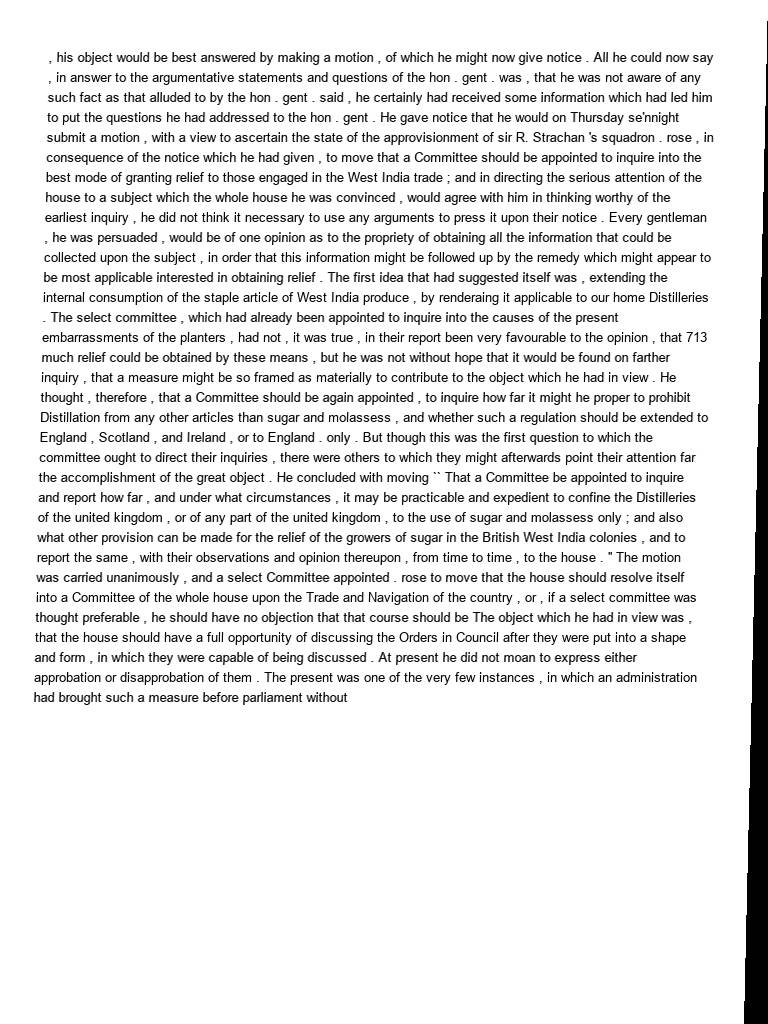 , his object would be best answered by making a motion , of which he might now give notice . All he could now say
, in answer to the argumentative statements and questions of the hon . gent . was , that he was not aware of any
such fact as that alluded to by the hon . gent . said , he certainly had received some information which had led him
to put the questions he had addressed to the hon . gent . He gave notice that he would on Thursday se'nnight
submit a motion , with a view to ascertain the state of the approvisionment of sir R. Strachan 's squadron . rose , in
consequence of the notice which he had given , to move that a Committee should be appointed to inquire into the
best mode of granting relief to those engaged in the West India trade ; and in directing the serious attention of the
house to a subject which the whole house he was convinced , would agree with him in thinking worthy of the
earliest inquiry , he did not think it necessary to use any arguments to press it upon their notice . Every gentleman
, he was persuaded , would be of one opinion as to the propriety of obtaining all the information that could be
collected upon the subject , in order that this information might be followed up by the remedy which might appear to
be most applicable interested in obtaining relief . The first idea that had suggested itself was , extending the
internal consumption of the staple article of West India produce , by renderaing it applicable to our home Distilleries
. The select committee , which had already been appointed to inquire into the causes of the present
embarrassments of the planters , had not , it was true , in their report been very favourable to the opinion , that 713
much relief could be obtained by these means , but he was not without hope that it would be found on farther
inquiry , that a measure might be so framed as materially to contribute to the object which he had in view . He
thought , therefore , that a Committee should be again appointed , to inquire how far it might he proper to prohibit
Distillation from any other articles than sugar and molassess , and whether such a regulation should be extended to
England , Scotland , and Ireland , or to England . only . But though this was the first question to which the
committee ought to direct their inquiries , there were others to which they might afterwards point their attention far
the accomplishment of the great object . He concluded with moving `` That a Committee be appointed to inquire
and report how far , and under what circumstances , it may be practicable and expedient to confine the Distilleries
of the united kingdom , or of any part of the united kingdom , to the use of sugar and molassess only ; and also
what other provision can be made for the relief of the growers of sugar in the British West India colonies , and to
report the same , with their observations and opinion thereupon , from time to time , to the house . " The motion
was carried unanimously , and a select Committee appointed . rose to move that the house should resolve itself
into a Committee of the whole house upon the Trade and Navigation of the country , or , if a select committee was
thought preferable , he should have no objection that that course should be The object which he had in view was ,
that the house should have a full opportunity of discussing the Orders in Council after they were put into a shape
and form , in which they were capable of being discussed . At present he did not moan to express either
approbation or disapprobation of them . The present was one of the very few instances , in which an administration
had brought such a measure before parliament without